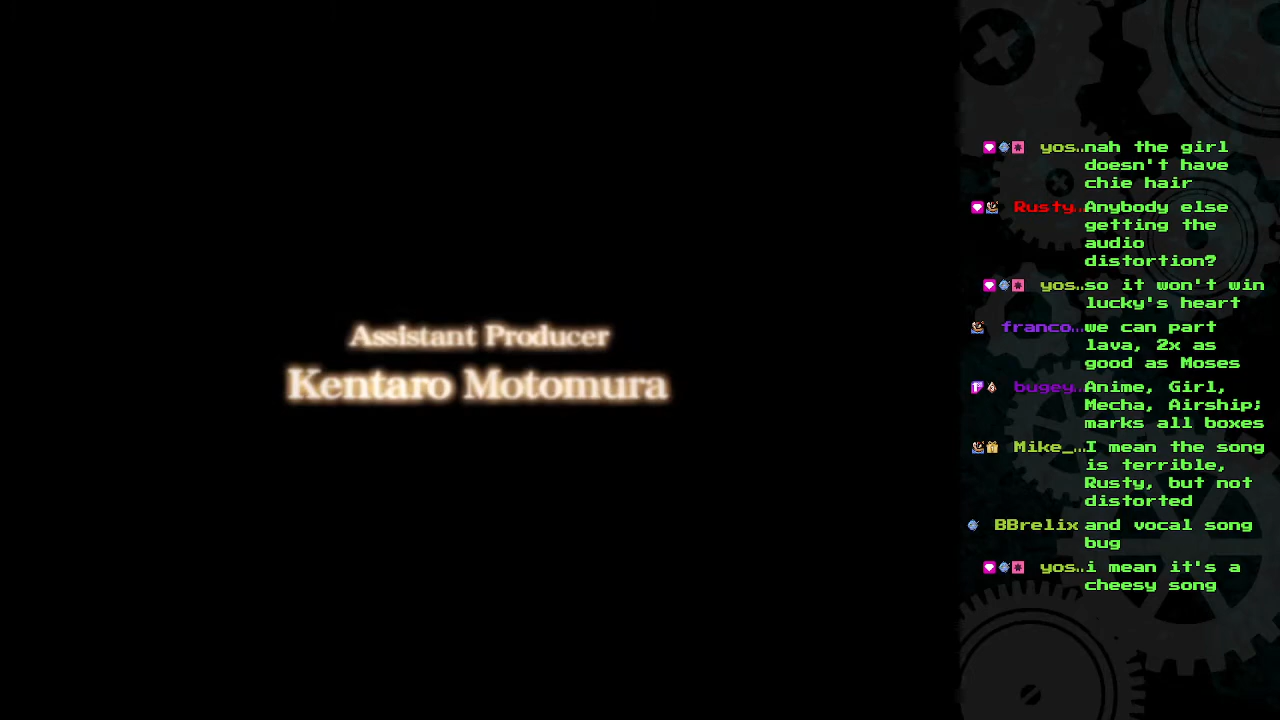 Assistant Producer
Kentaro Motomura
yos..nah the girl
doesn't have
chie hair
Rusty..Anybody else
getting the
audio
distortion?
yos..so it won't win
lucky's heart
franco...we can part
lava, 2x as
good as Moses
bugey..Anime, Girl,
Mecha, Airship;
marks all boxes
Mike_...I mean the song
is terrible,
Rusty, but not
distorted
BBrelix and vocal song
bug
yos..i mean it's a
cheesy song